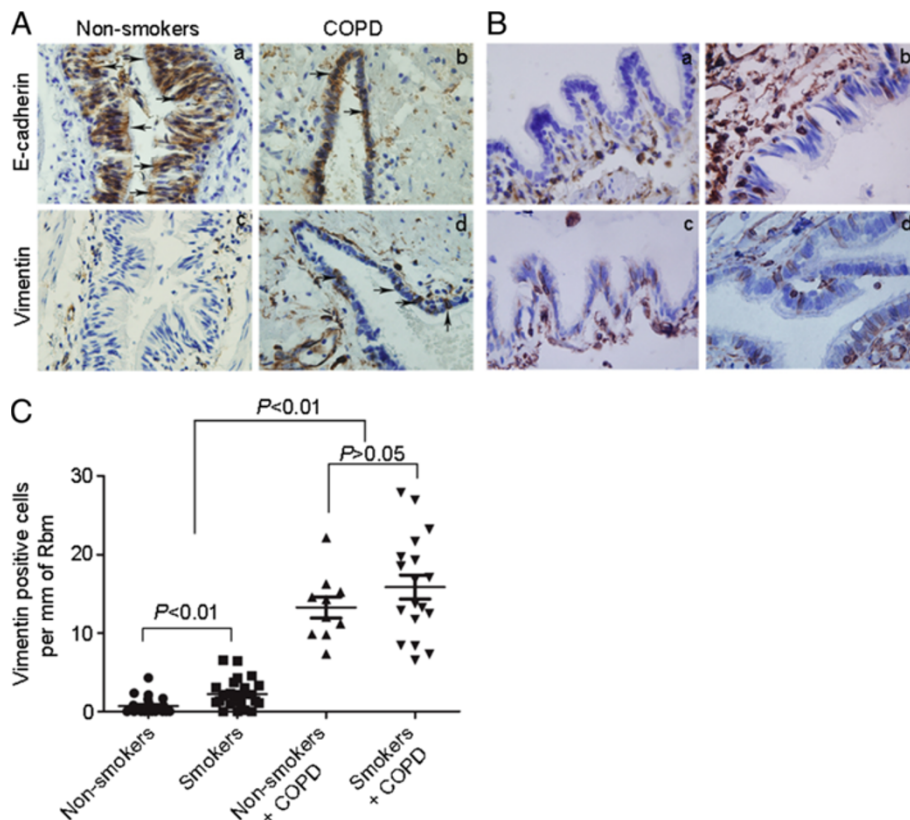 A
Non-smokers
COPD
B
E-cadherin
a
b
a
b
Vimentin
c
d
c
d
C
P<0.01
P>0.05
P<0.01
Vimentin positive cells
per mm of Rbm
30
20
10
0
Non-smokers
Smokers
Non-smokers
+ COPD
Smokers
+ COPD